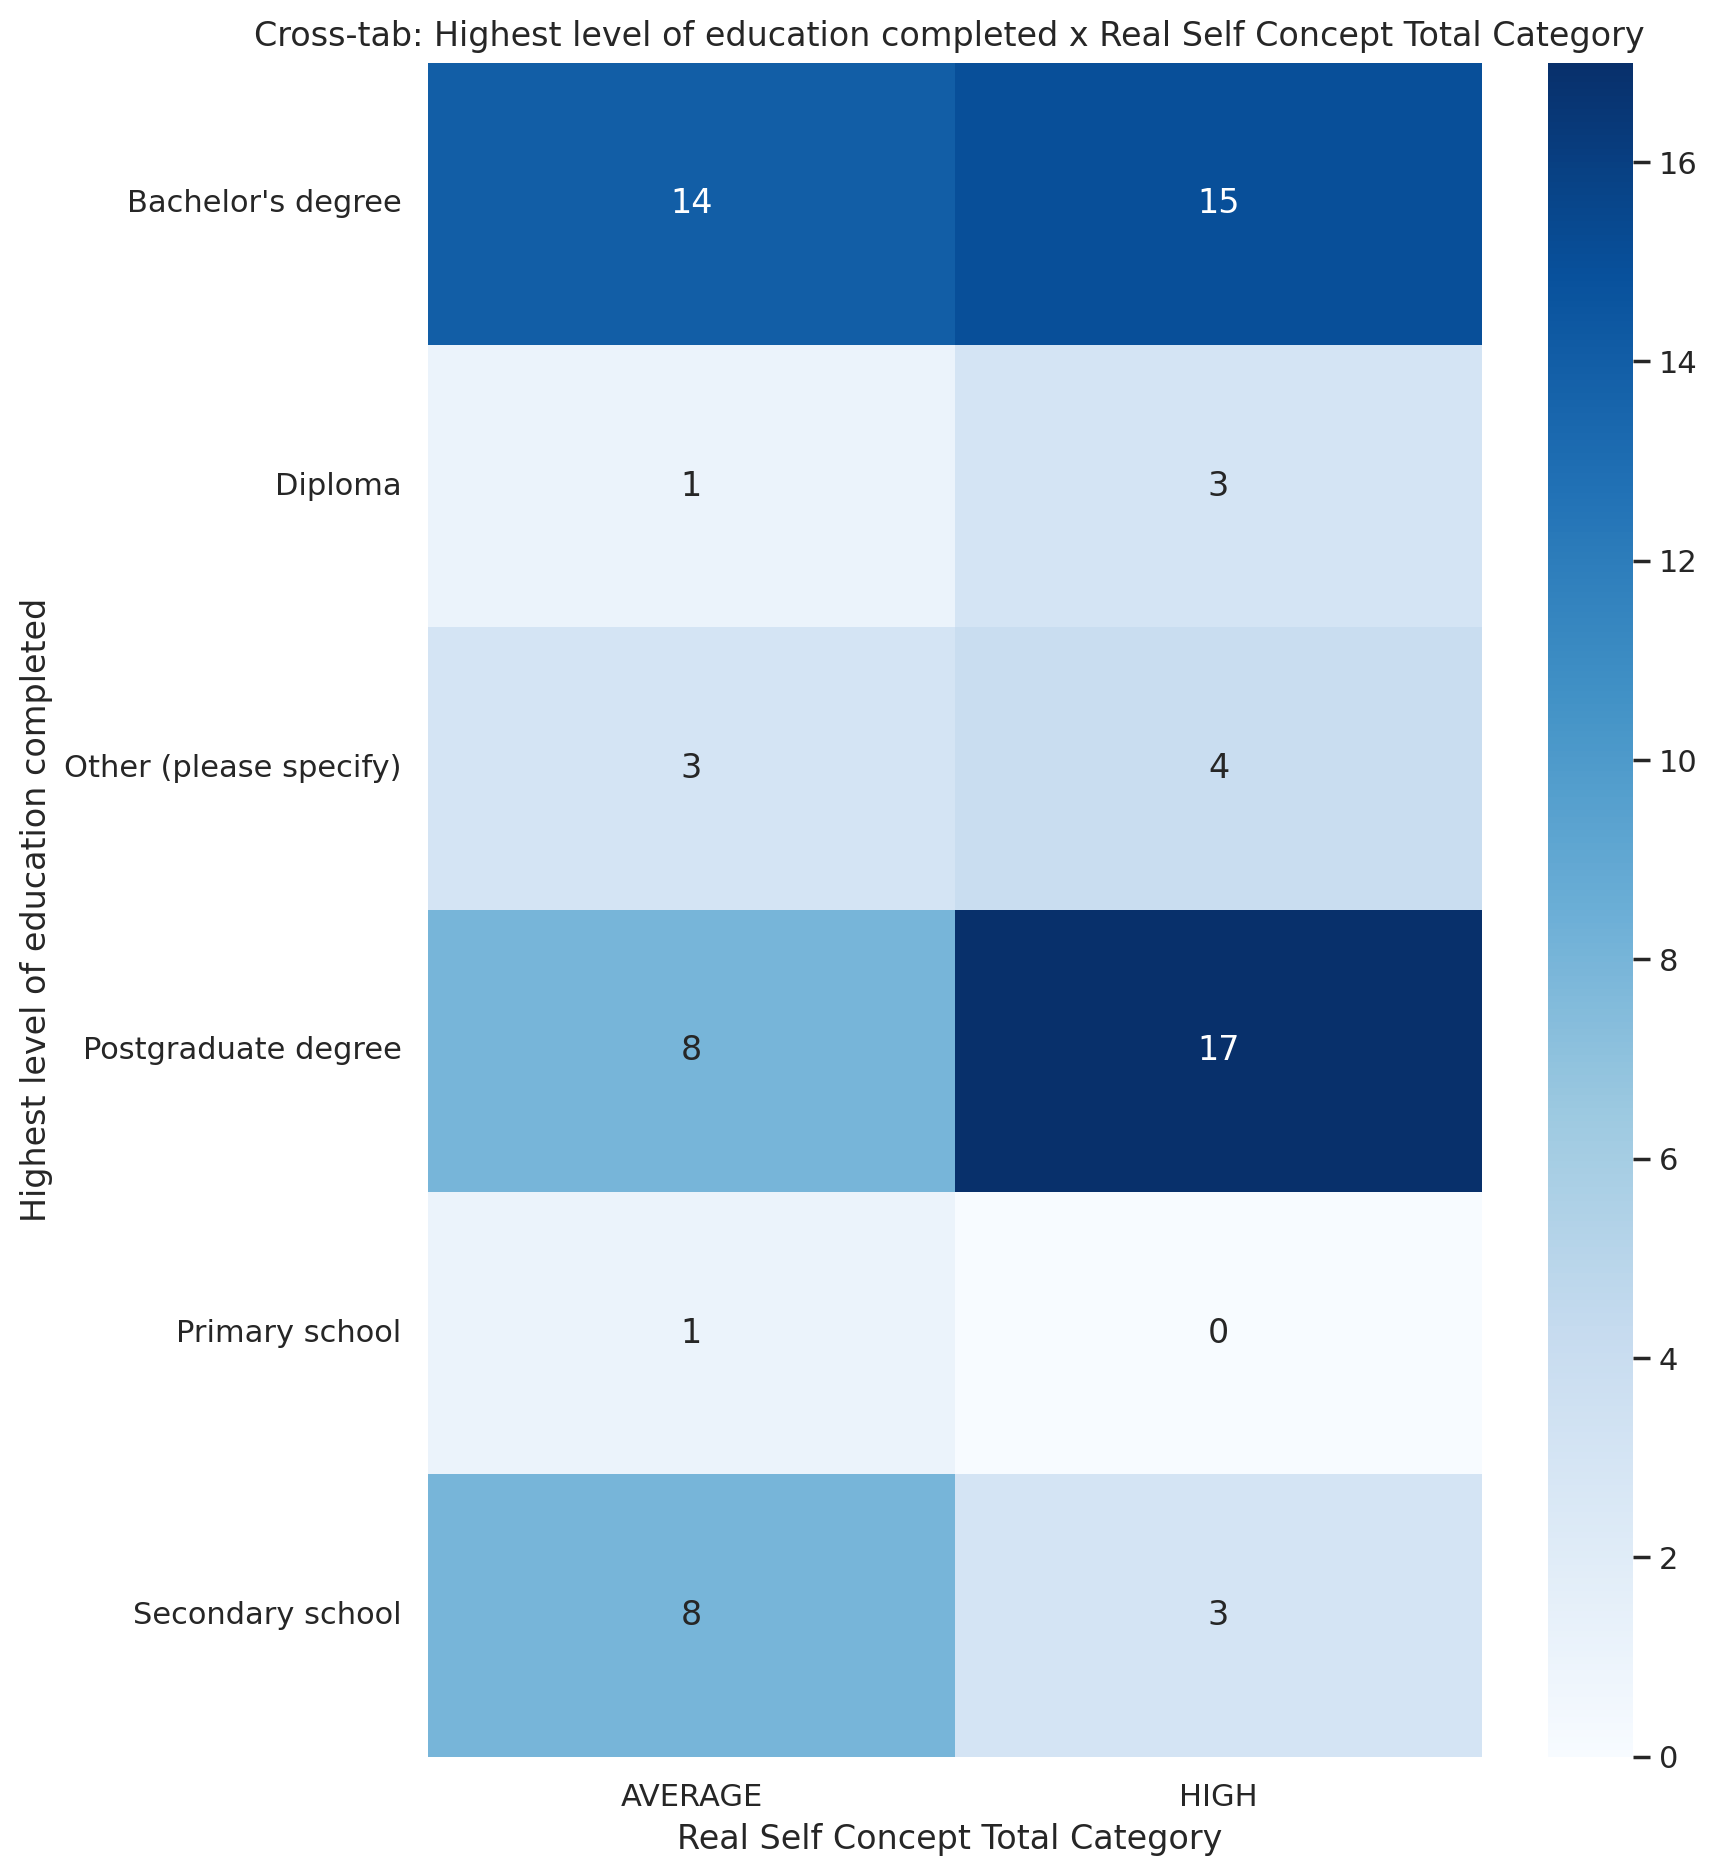 Cross-tab: Highest level of education completed x Real Self Concept Total Category
Highest level of education completed
Bachelor's degree 14 15
Diploma 1 3
Other (please specify) 3 4
Postgraduate degree 8 17
Primary school 1 0
Secondary school 8 3
AVERAGE HIGH
Real Self Concept Total Category
16
14
12
10
8
6
4
2
0